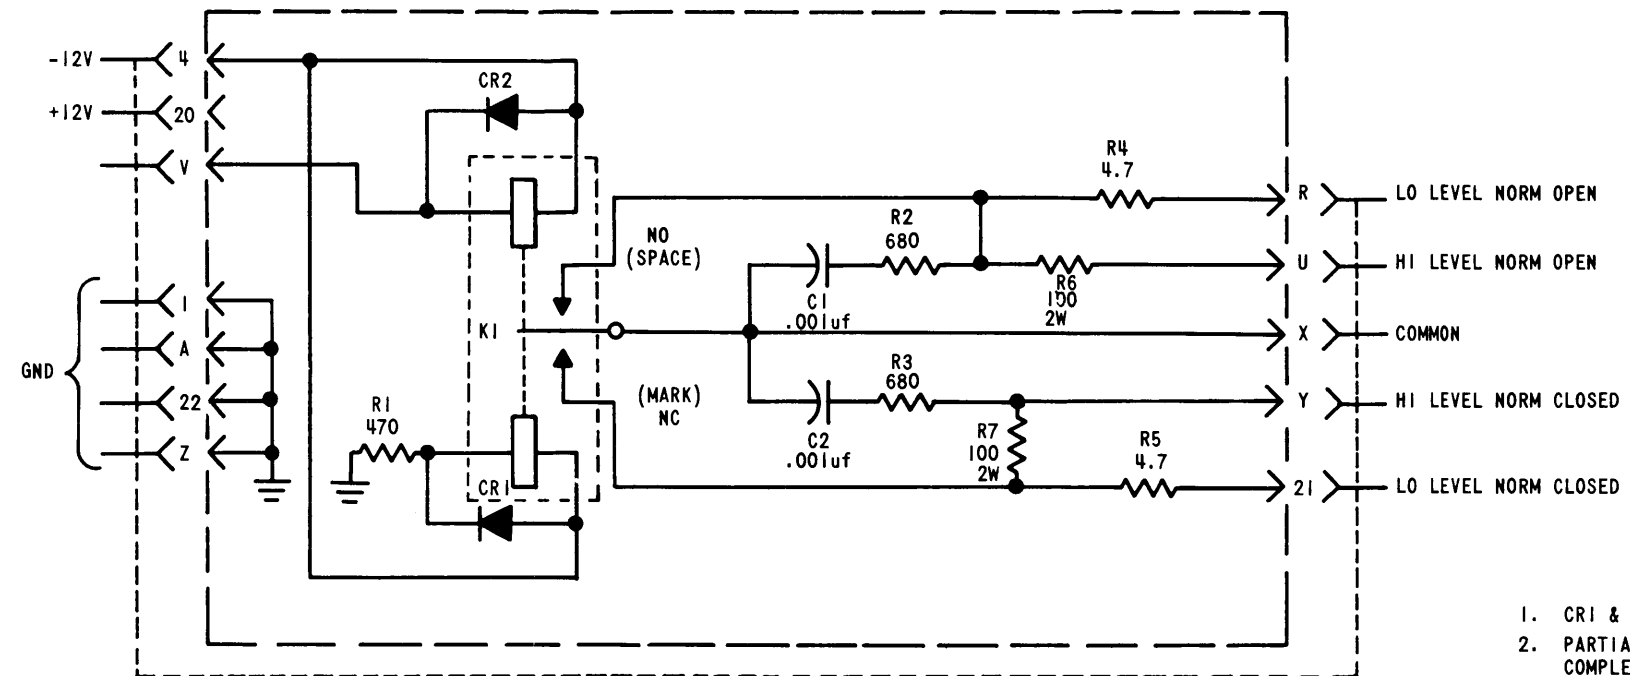 -12V
4
CR2
+12V
20
V
R4
4.7
R
LO LEVEL NORM OPEN
NO
(SPACE)
R2
680
U
HI LEVEL NORM OPEN
R6
100
2W
C1
.001uf
1
A
22
Z
GND
K1
X
COMMON
R3
680
(MARK)
NC
Y
HI LEVEL NORM CLOSED
R1
470
C2
.001uf
R7
100
2W
R5
4.7
CR1
21
LO LEVEL NORM CLOSED
1. CR1 &
2. PARTIA
COMPLE